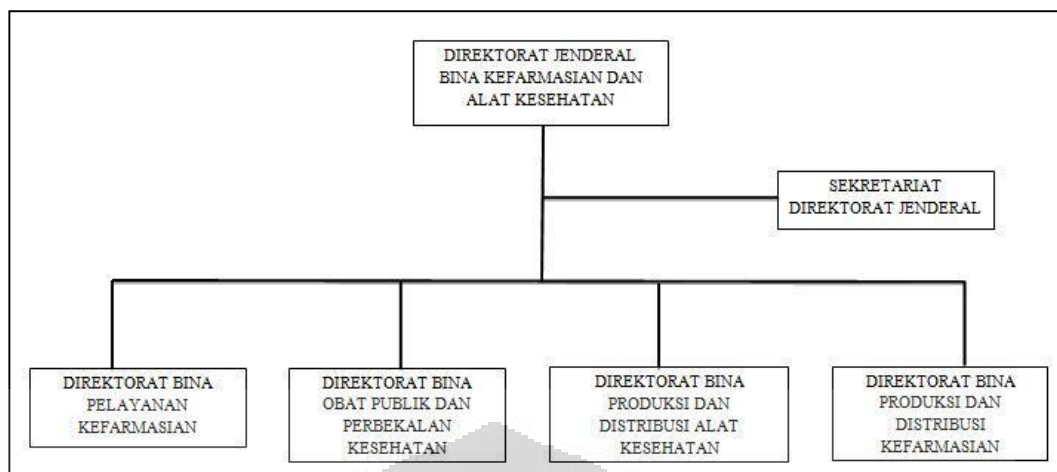 DIREKTORAT JENDERAL
BINA KEFARMASIAN DAN
ALAT KESEHATAN
SEKRETARIAT
DIREKTORAT JENDERAL
DIREKTORAT BINA
PELAYANAN
KEFARMASIAN
DIREKTORAT BINA
OBAT PUBLIK DAN
PERBEKALAN
KESEHATAN
DIREKTORAT BINA
PRODUKSI DAN
DISTRIBUSI ALAT
KESEHATAN
DIREKTORAT BINA
PRODUKSI DAN
DISTRIBUSI
KEFARMASIAN